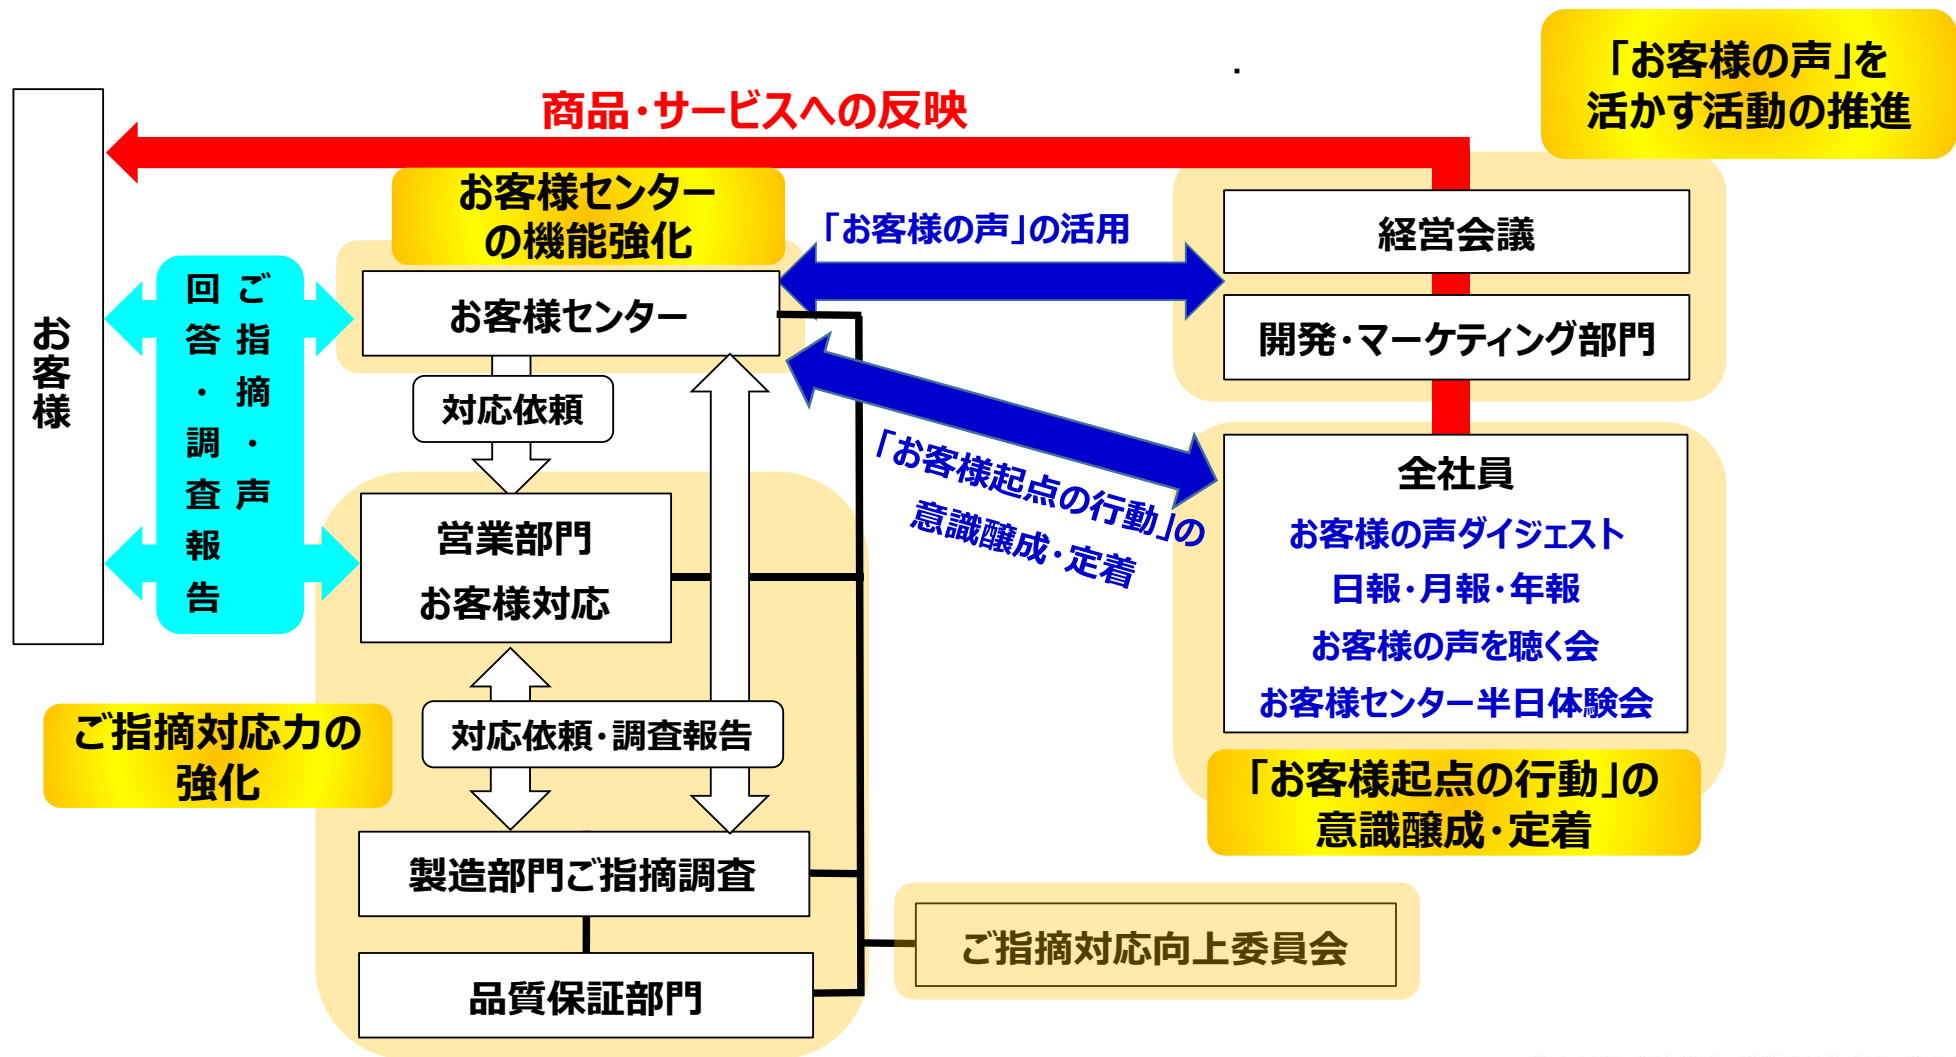 「お客様の声」を
活かす活動の推進
商品・サービスへの反映
お客様
お客様センター
の機能強化
「お客様の声」の活用
経営会議
開発・マーケティング部門
ご指摘・声
回答・調査報告
お客様センター
対応依頼
「お客様起点の行動」の
意識醸成・定着
全社員
お客様の声ダイジェスト
日報・月報・年報
お客様の声を聴く会
お客様センター半日体験会
営業部門
お客様対応
ご指摘対応力の
強化
対応依頼・調査報告
「お客様起点の行動」の
意識醸成・定着
製造部門ご指摘調査
ご指摘対応向上委員会
品質保証部門